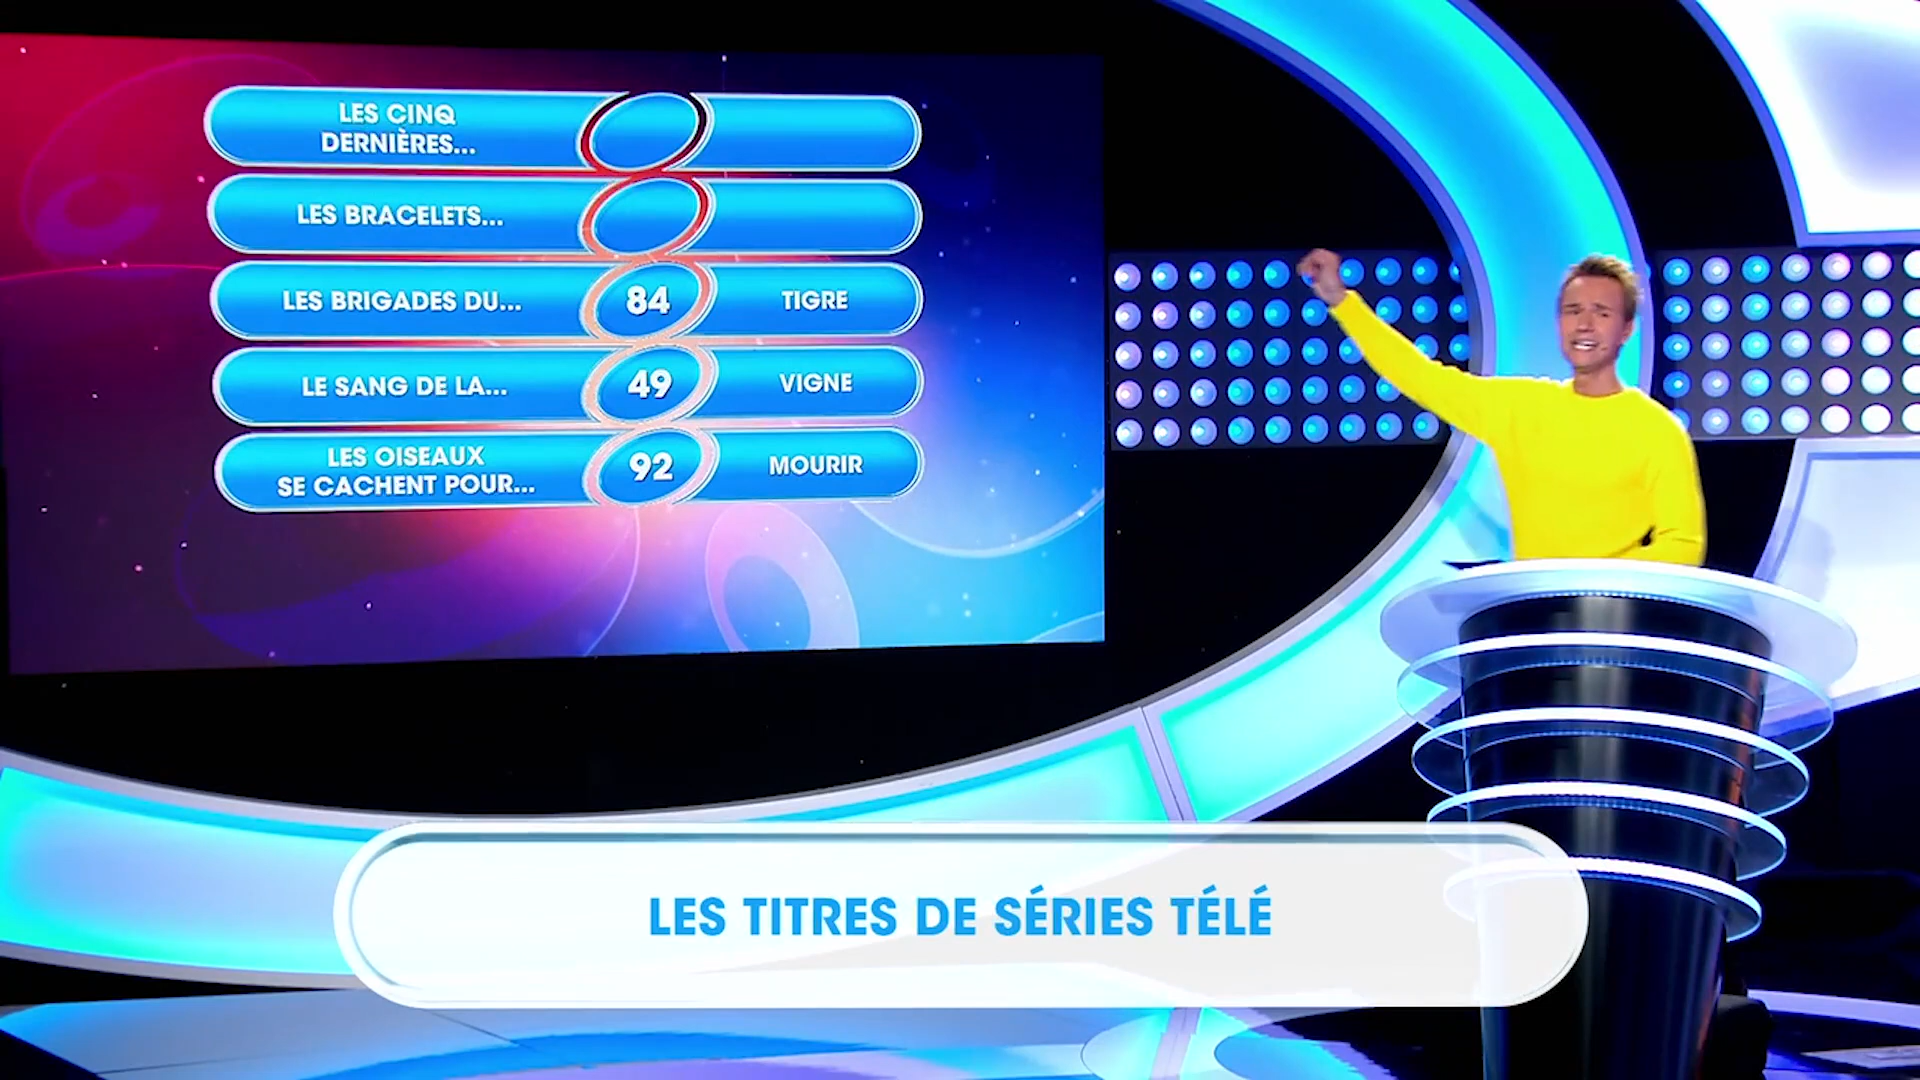 LES CINQ
DERNIÈRES...
LES BRACELETS...
LES BRIGADES DU... 84 TIGRE
LE SANG DE LA... 49 VIGNE
LES OISEAUX
SE CACHENT POUR... 92 MOURIR
LES TITRES DE SÉRIES TÉLÉ